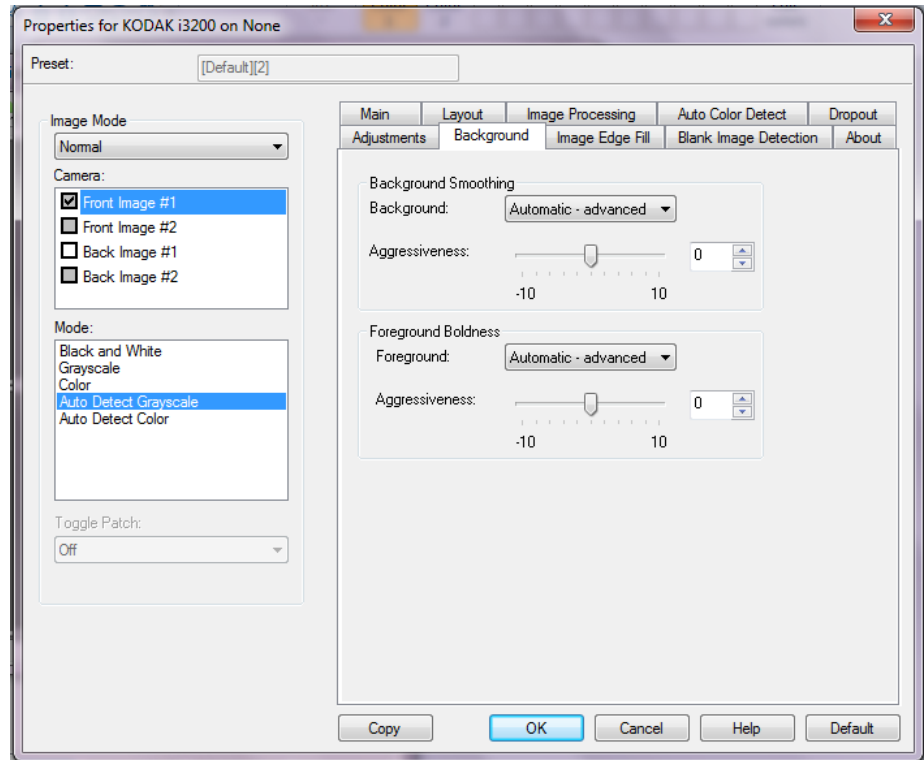 Properties for KODAK i3200 on None
Preset: [Default][2]
Image Mode
Normal
Camera:
Front Image #1
Front Image #2
Back Image #1
Back Image #2
Mode:
Black and White
Grayscale
Color
Auto Detect Grayscale
Auto Detect Color
Toggle Patch:
Off
Main Layout Image Processing Auto Color Detect Dropout
Adjustments Background Image Edge Fill Blank Image Detection About
Background Smoothing
Background: Automatic - advanced
Aggressiveness: 0
-10 10
Foreground Boldness
Foreground: Automatic - advanced
Aggressiveness: 0
-10 10
Copy OK Cancel Help Default